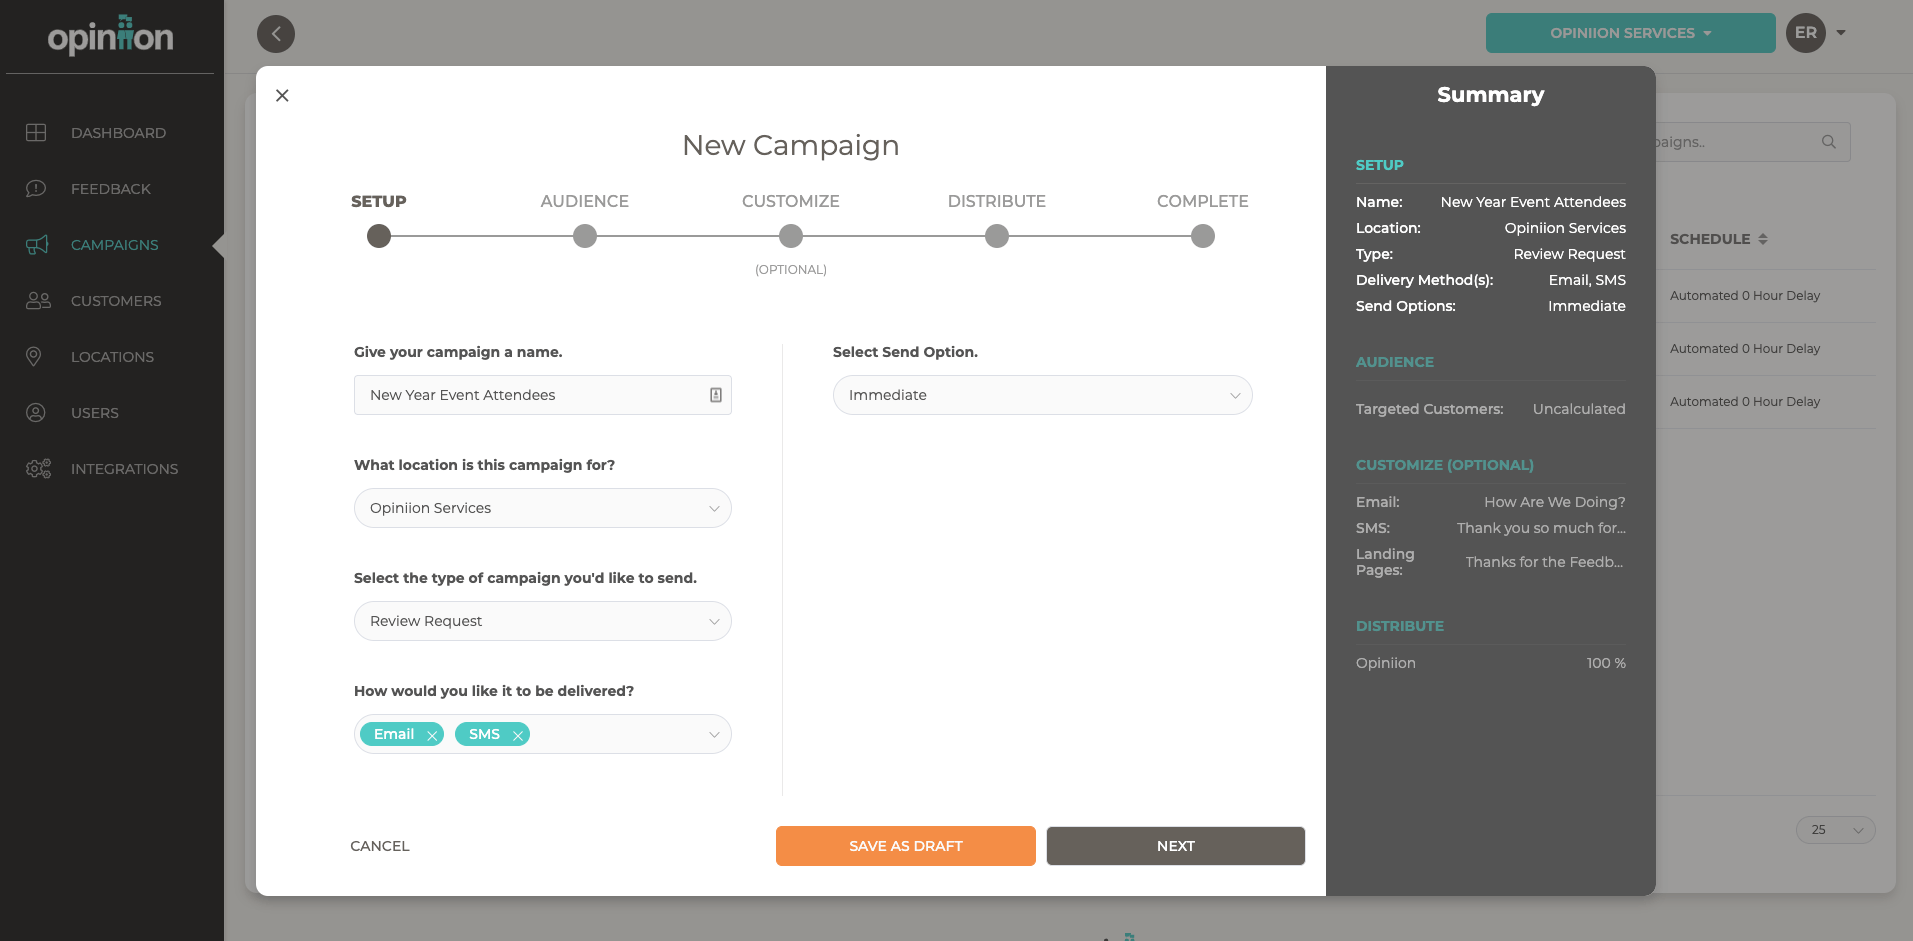 opiniion
OPINIION SERVICES
ER
DASHBOARD
FEEDBACK
CAMPAIGNS
CUSTOMERS
LOCATIONS
USERS
INTEGRATIONS
New Campaign
SETUP
AUDIENCE
CUSTOMIZE
DISTRIBUTE
COMPLETE
(OPTIONAL)
Give your campaign a name.
New Year Event Attendees
What location is this campaign for?
Opiniion Services
Select the type of campaign you'd like to send.
Review Request
How would you like it to be delivered?
Email SMS
Select Send Option.
Immediate
CANCEL
SAVE AS DRAFT
NEXT
Summary
SETUP
Name: New Year Event Attendees
Location: Opiniion Services
Type: Review Request
Delivery Method(s): Email, SMS
Send Options: Immediate
AUDIENCE
Targeted Customers: Uncalculated
CUSTOMIZE (OPTIONAL)
Email: How Are We Doing?
SMS: Thank you so much for...
Landing
Pages: Thanks for the Feedb...
DISTRIBUTE
Opiniion 100 %
paigns..
SCHEDULE
Automated 0 Hour Delay
Automated 0 Hour Delay
Automated 0 Hour Delay
25